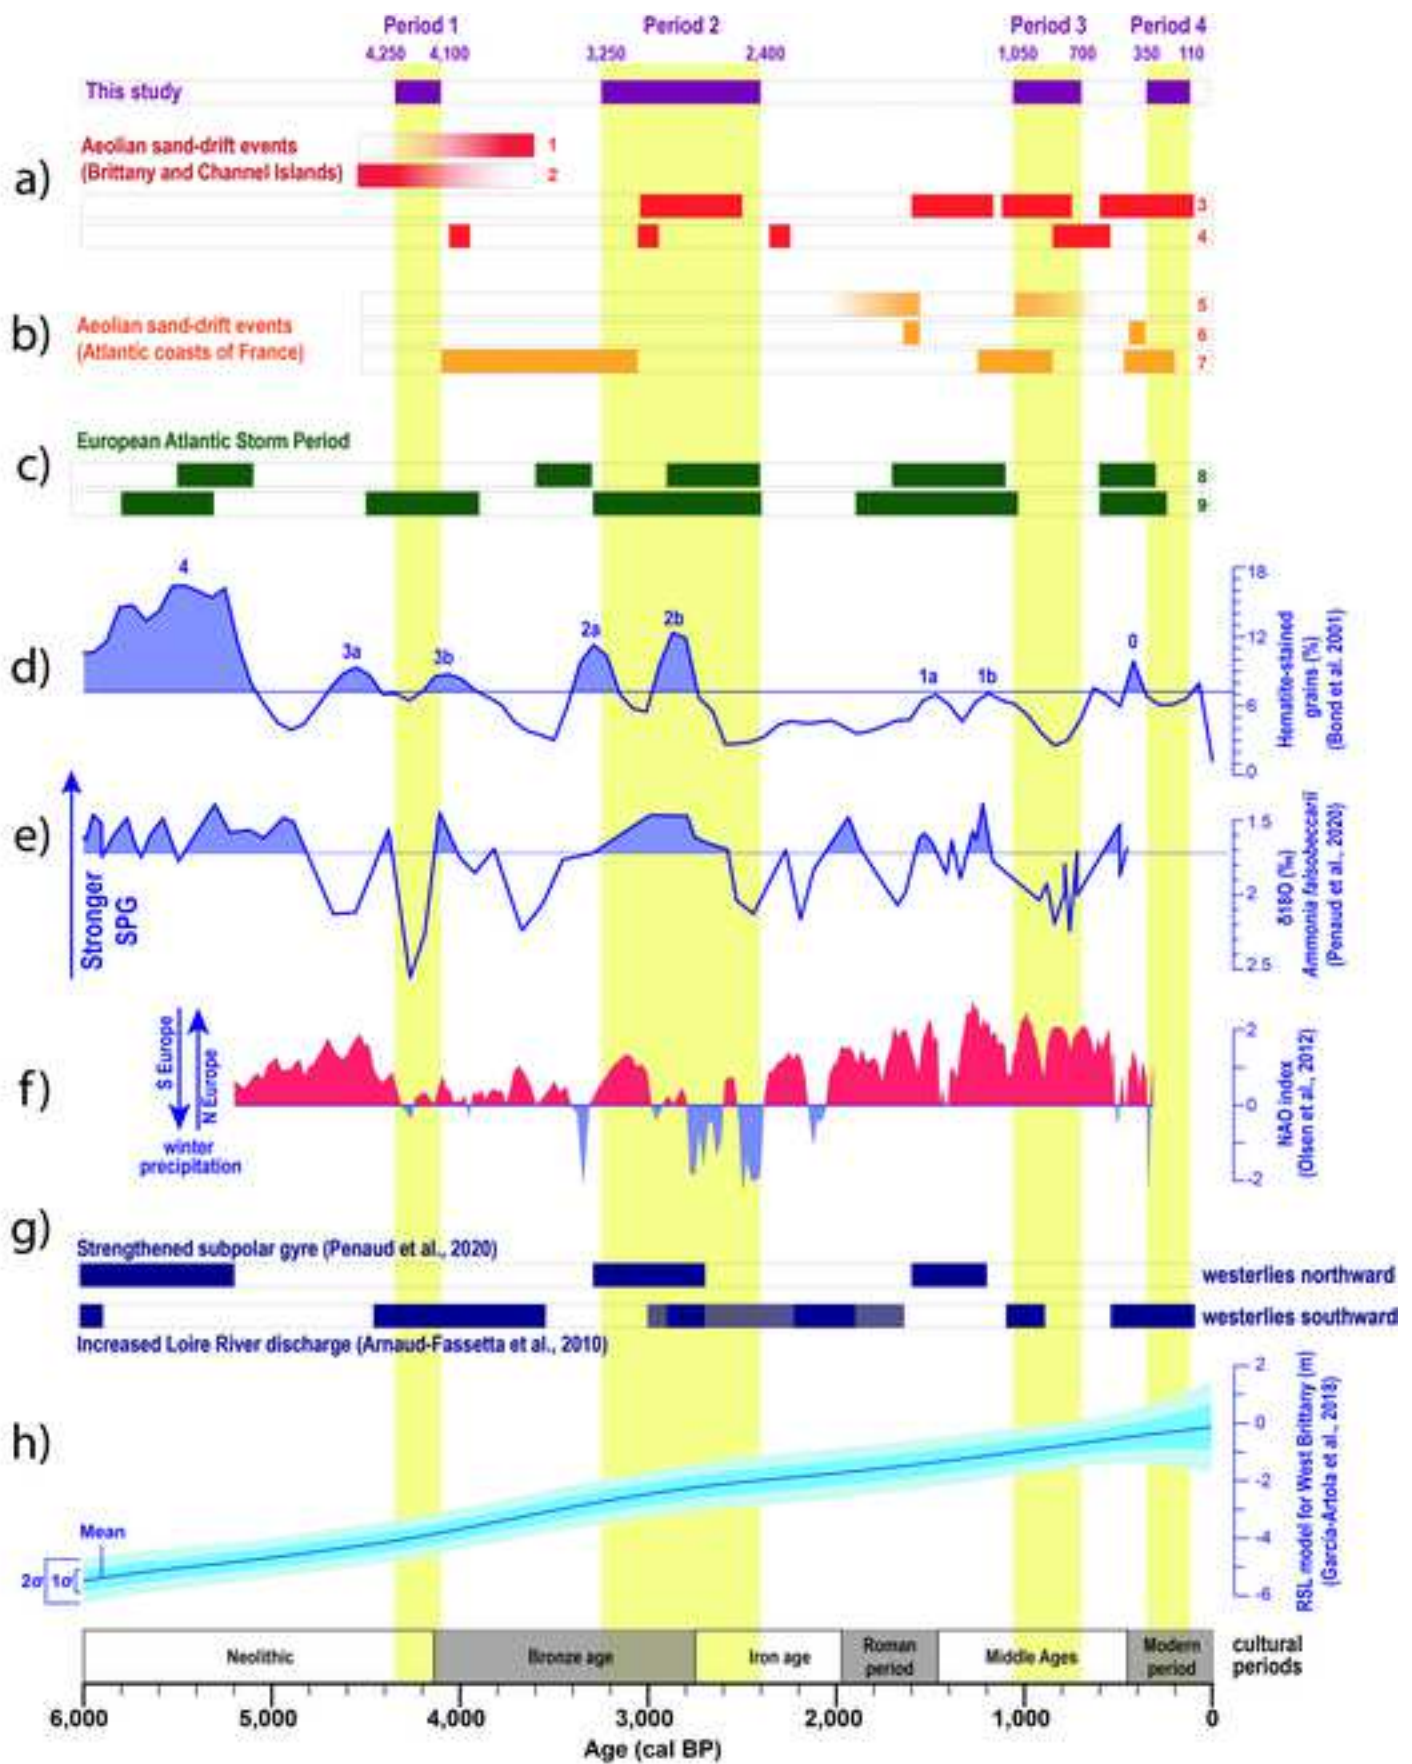 Period 1 Period 2 Period 3 Period 4
4,250 4,100 3,250 2,400 1,050 700 350 110
This study
a)
Aeolian sand-drift events
(Brittany and Channel Islands)
1
2
3
4
b)
Aeolian sand-drift events
(Atlantic coasts of France)
5
6
7
c)
European Atlantic Storm Period
8
9
d)
4
3a
3b
2a
2b
1a
1b
0
18
12
6
0
Hematite-stained
grains (%)
(Bond et al. 2001)
e)
Stronger
SPG
1.5
2
2.5
δ18O (‰)
Ammonia falsobeccarii
(Penaud et al., 2020)
f)
S Europe
N Europe
winter
precipitation
2
0
-2
NAO index
(Olsen et al., 2012)
g)
Strengthened subpolar gyre (Penaud et al., 2020)
westerlies northward
westerlies southward
Increased Loire River discharge (Arnaud-Fassetta et al., 2010)
h)
Mean
2σ 1σ
2
0
-2
-4
-6
RSL model for West Brittany (m)
(García-Artola et al., 2018)
Neolithic
Bronze age
Iron age
Roman
period
Middle Ages
Modern
period
cultural
periods
6,000 5,000 4,000 3,000 2,000 1,000 0
Age (cal BP)